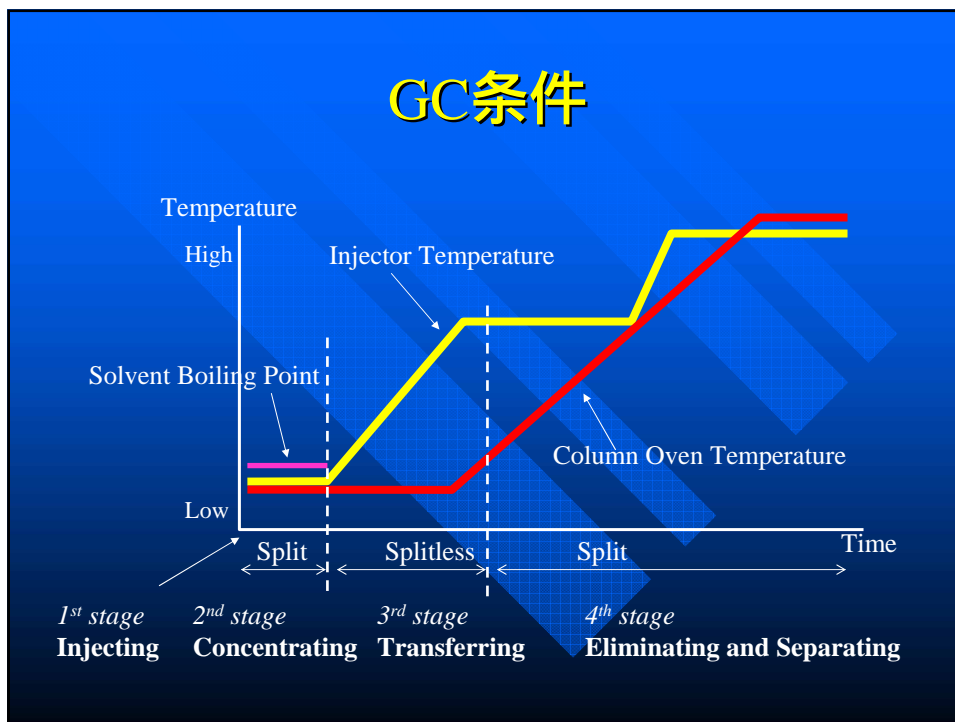 GC条件
Temperature
High
Injector Temperature
Solvent Boiling Point
Column Oven Temperature
Low
Time
Split
Splitless
Split
1st stage
Injecting
2nd stage
Concentrating
3rd stage
Transferring
4th stage
Eliminating and Separating